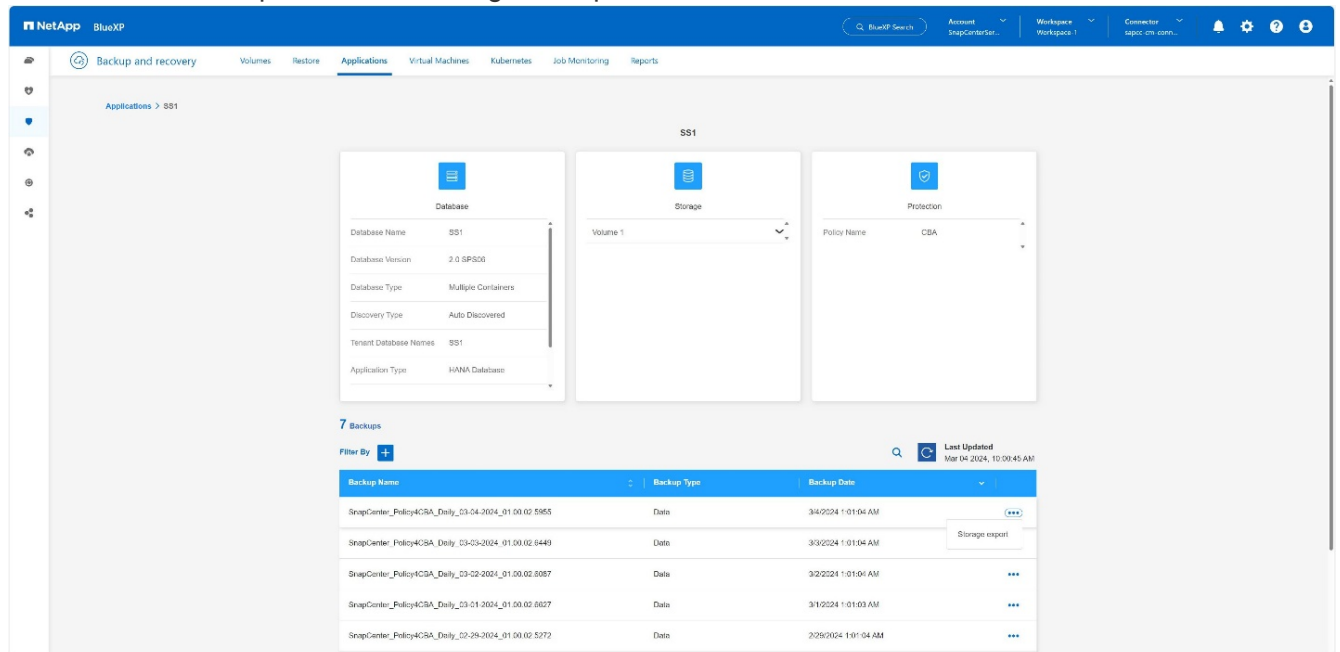 NetApp BlueXP
BlueXP Search
Account
SnapCenterSer...
Workspace
Workspace-1
Connector
sapcc-cm-conn...
Backup and recovery Volumes Restore Applications Virtual Machines Kubernetes Job Monitoring Reports
Applications > SS1
SS1
Database
Database Name SS1
Database Version 2.0 SPS06
Database Type Multiple Containers
Discovery Type Auto Discovered
Tenant Database Names SS1
Application Type HANA Database
Storage
Volume 1
Protection
Policy Name CBA
7 Backups
Filter By
Last Updated
Mar 04 2024, 10:00:45 AM
Backup Name Backup Type Backup Date
SnapCenter_Policy4CBA_Daily_03-04-2024_01.00.02.5955 Data 3/4/2024 1:01:04 AM
Storage export
SnapCenter_Policy4CBA_Daily_03-03-2024_01.00.02.6449 Data 3/3/2024 1:01:04 AM
SnapCenter_Policy4CBA_Daily_03-02-2024_01.00.02.8087 Data 3/2/2024 1:01:04 AM
SnapCenter_Policy4CBA_Daily_03-01-2024_01.00.02.6627 Data 3/1/2024 1:01:03 AM
SnapCenter_Policy4CBA_Daily_02-29-2024_01.00.02.5272 Data 2/29/2024 1:01:04 AM